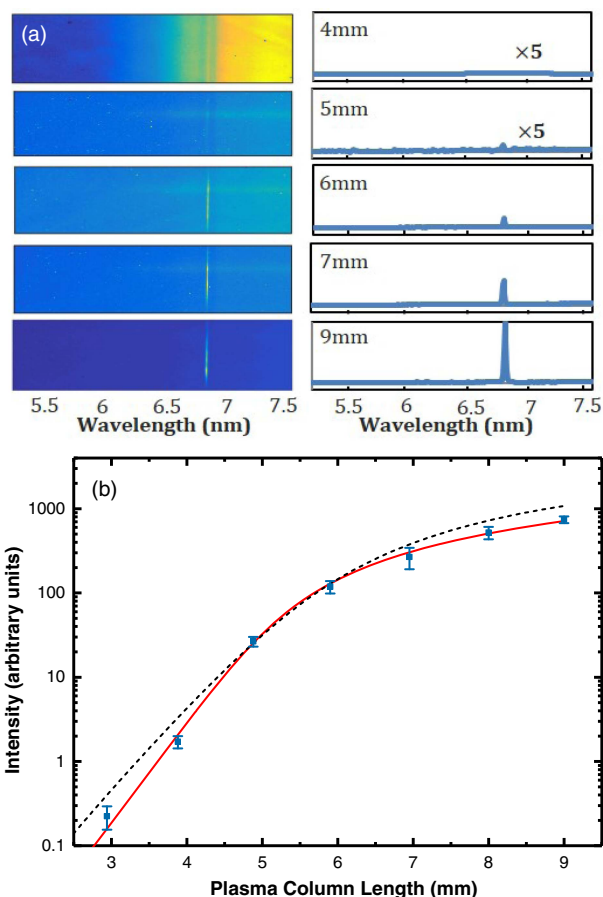 (a)
4mm
×5
5mm
×5
6mm
7mm
9mm
5.5 6 6.5 7 7.5
Wavelength (nm)
5.5 6 6.5 7 7.5
Wavelength (nm)
(b)
1000
100
10
1
0.1
Intensity (arbitrary units)
3 4 5 6 7 8 9
Plasma Column Length (mm)